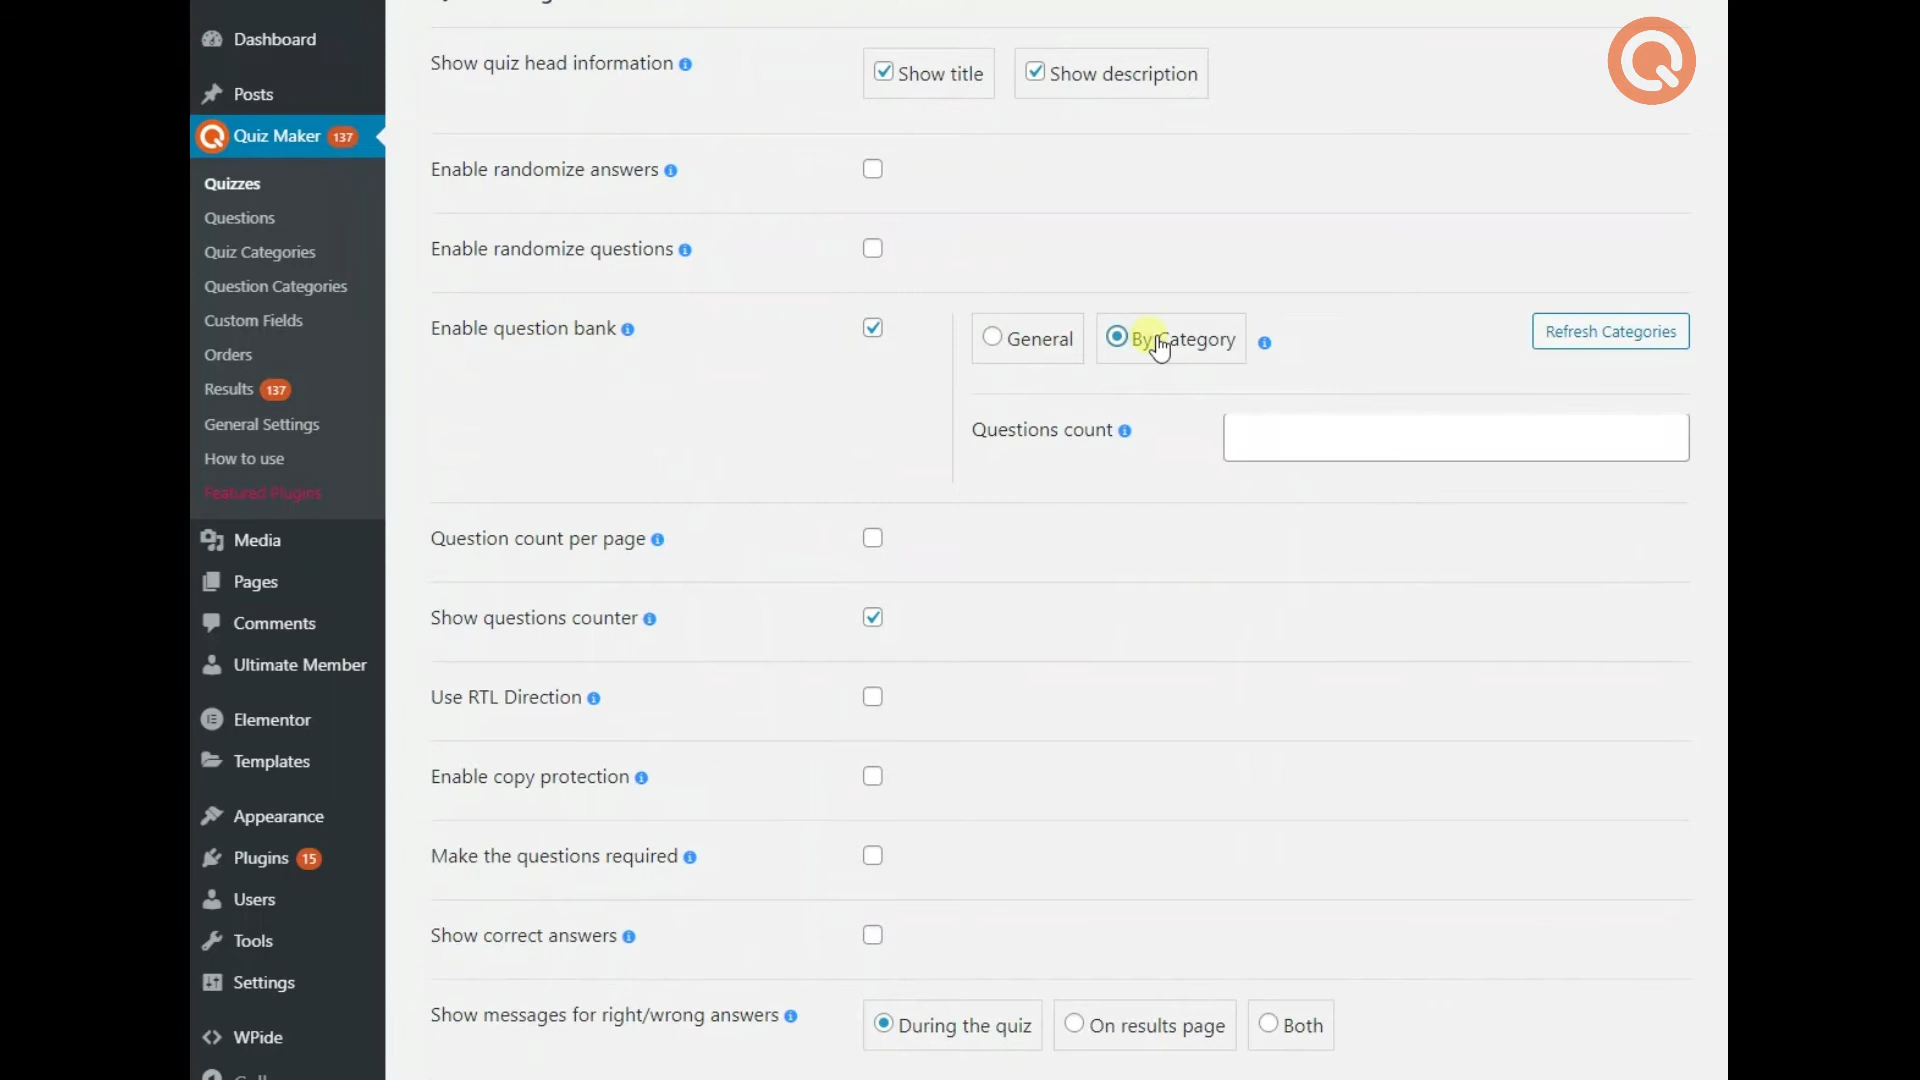 Dashboard
Posts
Quiz Maker 137
Quizzes
Questions
Quiz Categories
Question Categories
Custom Fields
Orders
Results 137
General Settings
How to use
Featured Plugins
Media
Pages
Comments
Ultimate Member
Elementor
Templates
Appearance
Plugins 15
Users
Tools
Settings
WPide
Show quiz head information
Show title
Show description
Enable randomize answers
Enable randomize questions
Enable question bank
General
By Category
Refresh Categories
Questions count
Question count per page
Show questions counter
Use RTL Direction
Enable copy protection
Make the questions required
Show correct answers
Show messages for right/wrong answers
During the quiz
On results page
Both